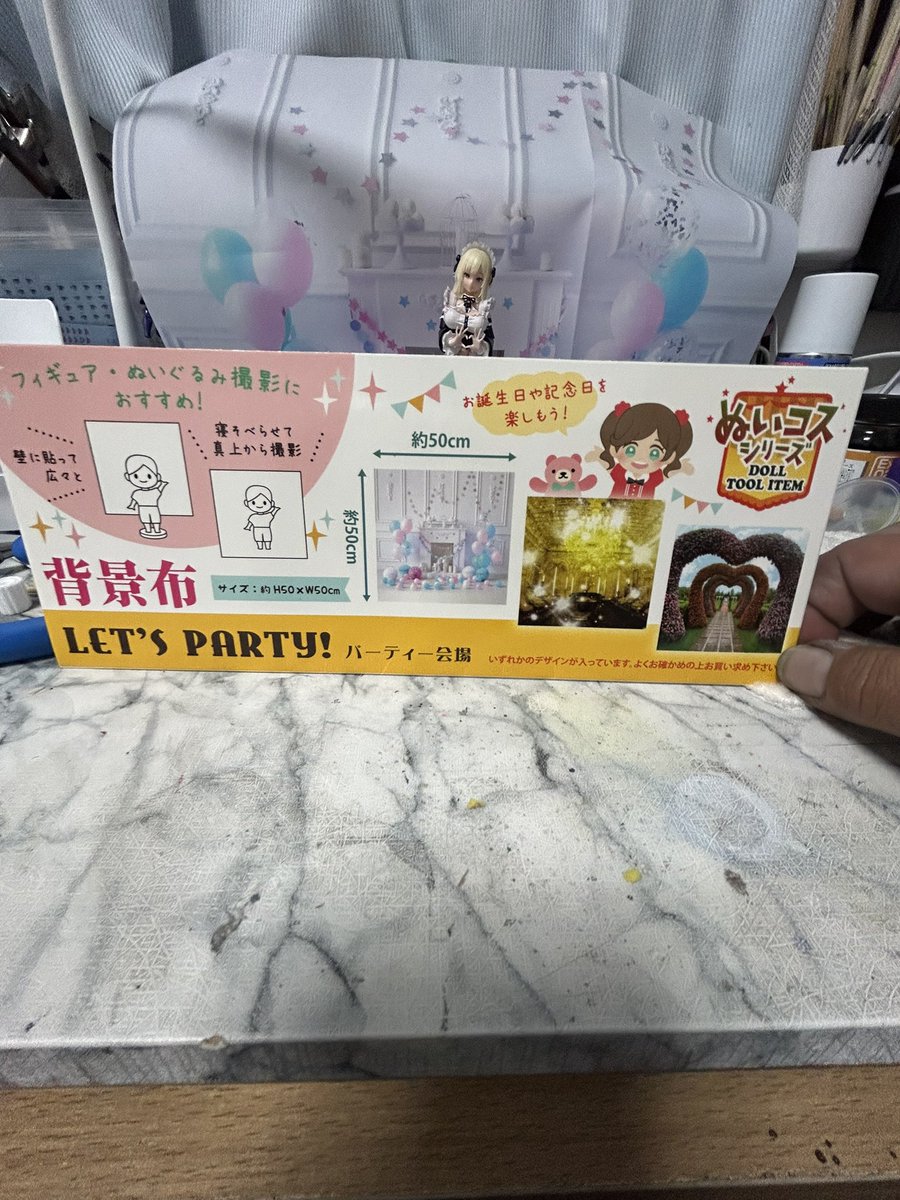 フィギュア・ぬいぐるみ撮影に
おすすめ!
壁に貼って
広々と
寝そべらせて
真上から撮影
背景布
サイズ：約 H50×W50cm
約50cm
約50cm
お誕生日や記念日を
楽しもう!
ぬいコス
シリーズ
DOLL
TOOL ITEM
LET'S PARTY! パーティー会場
いずれかのデザインが入っています。よくお確かめの上お買い求め下さい